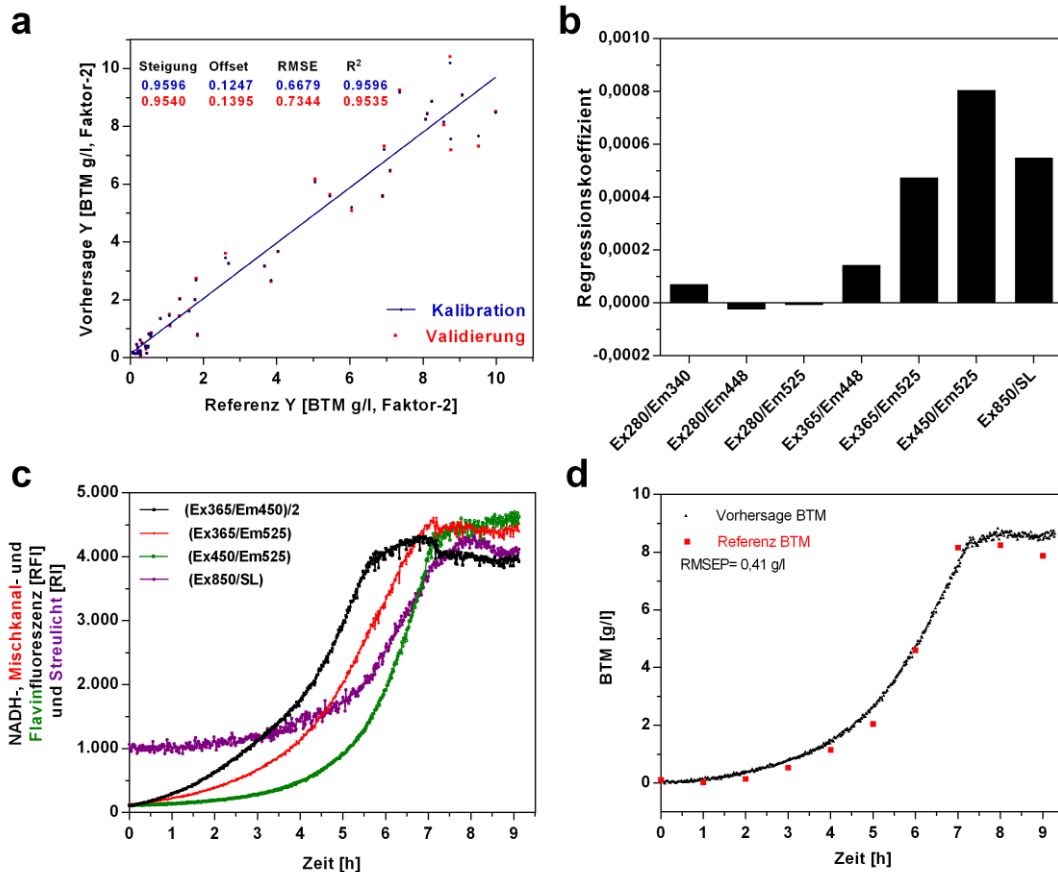 a
Vorhersage Y [BTM g/l, Faktor-2]
10
8
6
4
2
0
Steigung Offset RMSE R²
0.9596 0.1247 0.6679 0.9596
0.9540 0.1395 0.7344 0.9535
Kalibration
Validierung
0 2 4 6 8 10
Referenz Y [BTM g/l, Faktor-2]
b
Regressionskoeffizient
0,0010
0,0008
0,0006
0,0004
0,0002
0,0000
-0,0002
Ex280/Em340
Ex280/Em448
Ex280/Em525
Ex365/Em448
Ex365/Em525
Ex450/Em525
Ex850/SL
c
NADH-, Mischkanal- und
Flavinfluoreszenz [RFI]
und Streulicht [RI]
5.000
4.000
3.000
2.000
1.000
0
(Ex365/Em450)/2
(Ex365/Em525)
(Ex450/Em525)
(Ex850/SL)
0 1 2 3 4 5 6 7 8 9
Zeit [h]
d
BTM [g/l]
10
8
6
4
2
0
Vorhersage BTM
Referenz BTM
RMSEP= 0,41 g/l
0 1 2 3 4 5 6 7 8 9
Zeit [h]